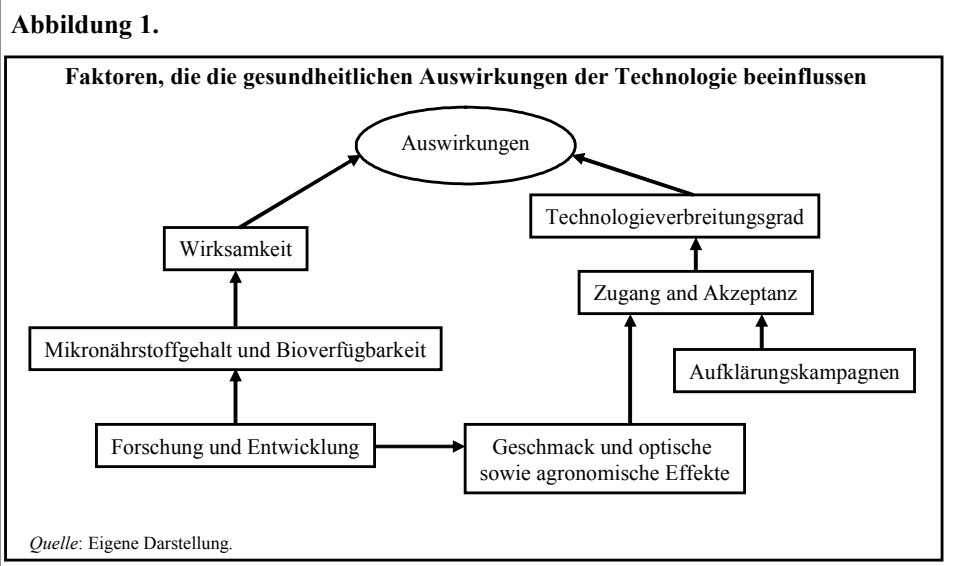 Abbildung 1.
Faktoren, die die gesundheitlichen Auswirkungen der Technologie beeinflussen
Auswirkungen
Technologieverbreitungsgrad
Wirksamkeit
Zugang and Akzeptanz
Mikronährstoffgehalt und Bioverfügbarkeit
Aufklärungskampagnen
Forschung und Entwicklung
Geschmack und optische
sowie agronomische Effekte
Quelle: Eigene Darstellung.